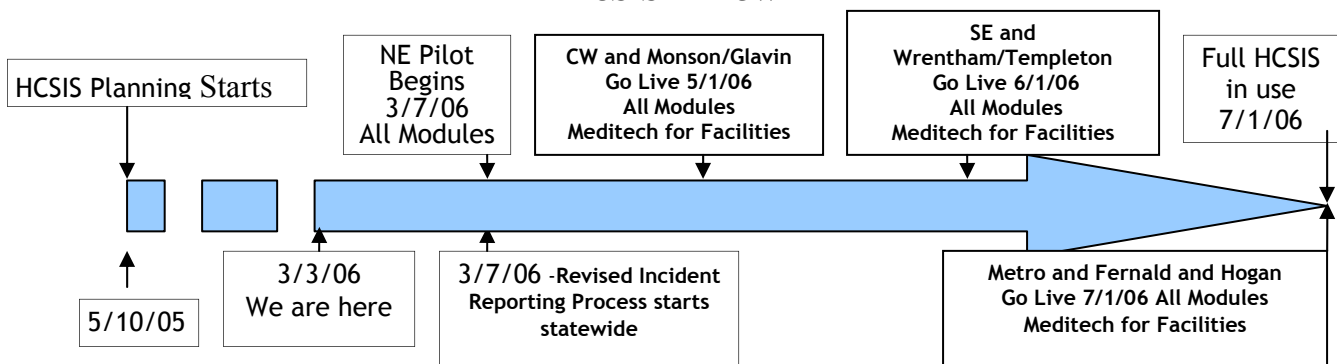 HCSIS Planning Starts
NE Pilot
Begins
3/7/06
All Modules
CW and Monson/Glavin
Go Live 5/1/06
All Modules
Meditech for Facilities
SE and
Wrentham/Templeton
Go Live 6/1/06
All Modules
Meditech for Facilities
Full HCSIS
in use
7/1/06
5/10/05
3/3/06
We are here
3/7/06 -Revised Incident
Reporting Process starts
statewide
Metro and Fernald and Hogan
Go Live 7/1/06 All Modules
Meditech for Facilities